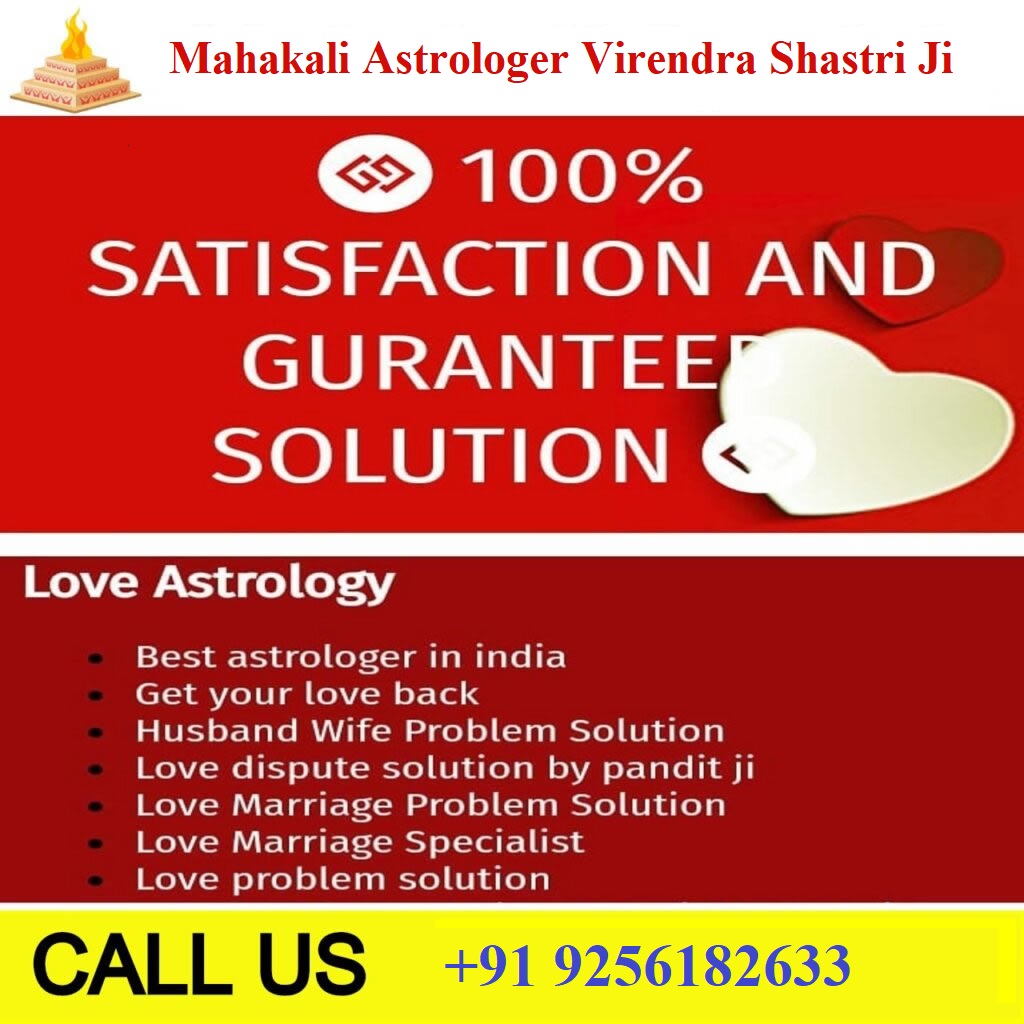 Mahakali Astrologer Virendra Shastri Ji
100%
SATISFACTION AND
GURANTEED
SOLUTION
Love Astrology
• Best astrologer in india
• Get your love back
• Husband Wife Problem Solution
• Love dispute solution by pandit ji
• Love Marriage Problem Solution
• Love Marriage Specialist
• Love problem solution
CALL US +91 9256182633